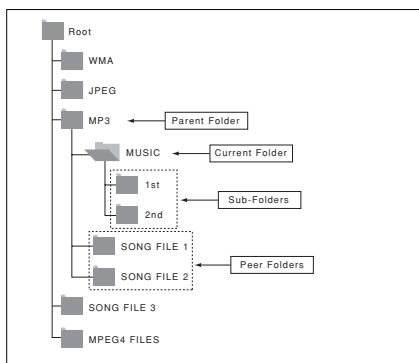 Root
WMA
JPEG
MP3 Parent Folder
MUSIC Current Folder
1st
Sub-Folders
2nd
SONG FILE 1
Peer Folders
SONG FILE 2
SONG FILE 3
MPEG4 FILES